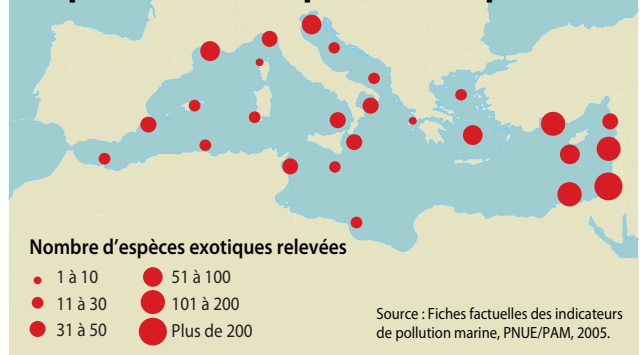 Nombre d'espèces exotiques relevées
1 à 10
11 à 30
31 à 50
51 à 100
101 à 200
Plus de 200
Source : Fiches factuelles des indicateurs
de pollution marine, PNUE/PAM, 2005.